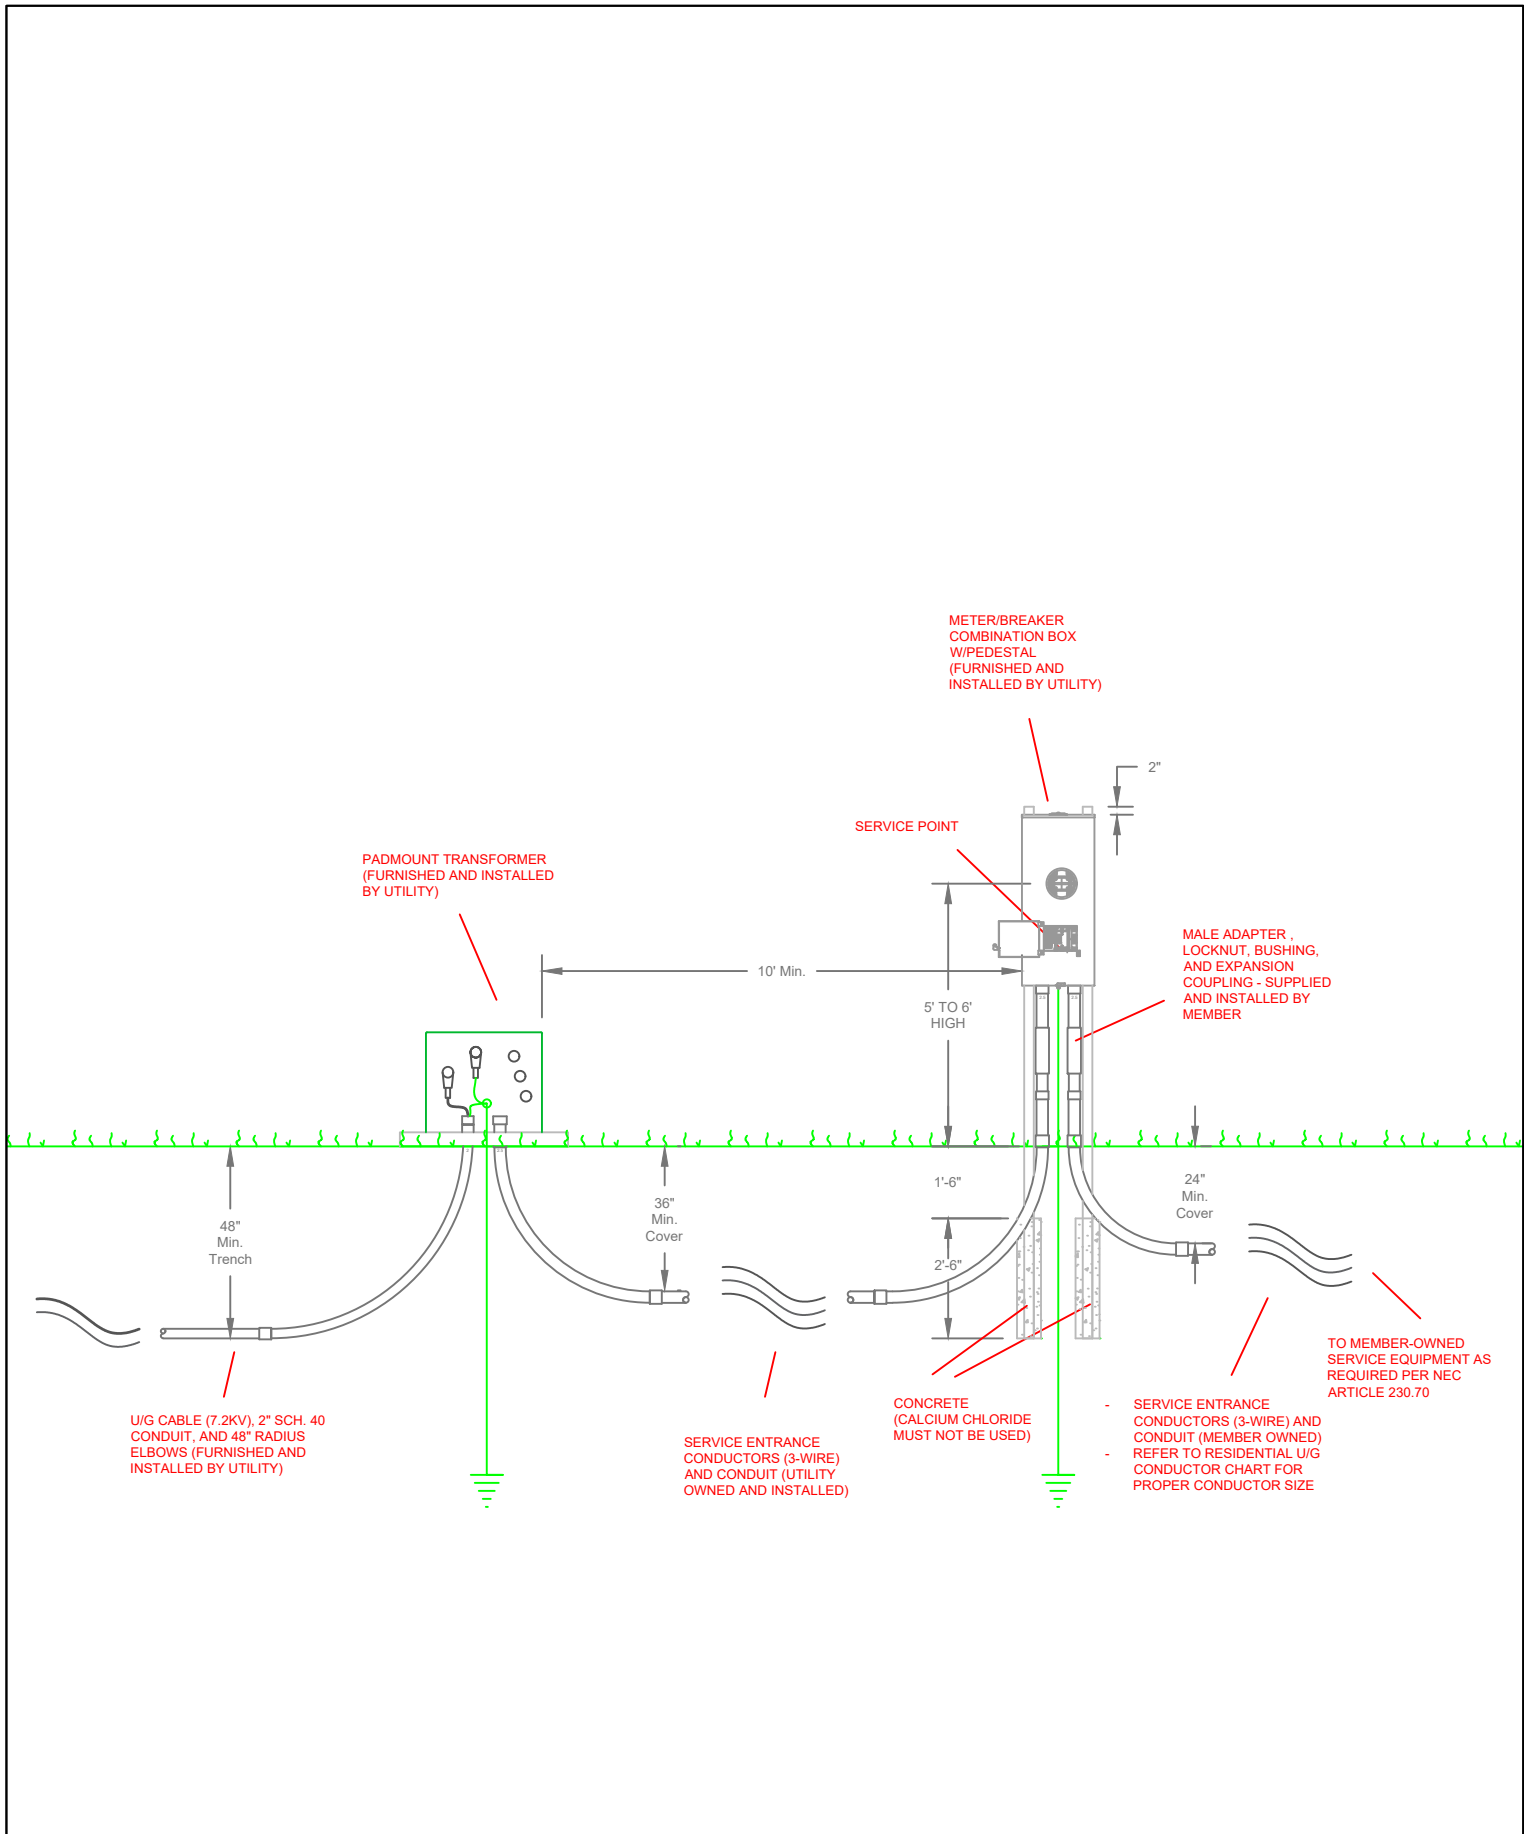 METER/BREAKER
COMBINATION BOX
W/PEDESTAL
(FURNISHED AND
INSTALLED BY UTILITY)
2"
SERVICE POINT
PADMOUNT TRANSFORMER
(FURNISHED AND INSTALLED
BY UTILITY)
MALE ADAPTER ,
LOCKNUT, BUSHING,
AND EXPANSION
COUPLING - SUPPLIED
AND INSTALLED BY
MEMBER
10' Min.
5' TO 6'
HIGH
1'-6"
24"
Min.
Cover
36"
Min.
Cover
48"
Min.
Trench
2'-6"
TO MEMBER-OWNED
SERVICE EQUIPMENT AS
REQUIRED PER NEC
ARTICLE 230.70
U/G CABLE (7.2KV), 2" SCH. 40
CONDUIT, AND 48" RADIUS
ELBOWS (FURNISHED AND
INSTALLED BY UTILITY)
SERVICE ENTRANCE
CONDUCTORS (3-WIRE)
AND CONDUIT (UTILITY
OWNED AND INSTALLED)
CONCRETE
(CALCIUM CHLORIDE
MUST NOT BE USED)
- SERVICE ENTRANCE
CONDUCTORS (3-WIRE) AND
CONDUIT (MEMBER OWNED)
- REFER TO RESIDENTIAL U/G
CONDUCTOR CHART FOR
PROPER CONDUCTOR SIZE